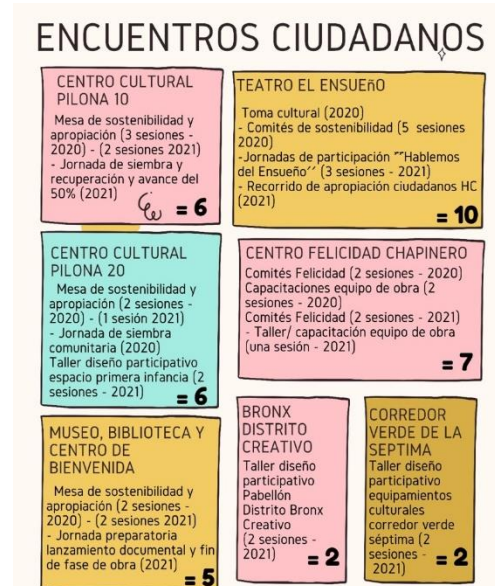 ENCUENTROS CIUDADANOS
CENTRO CULTURAL
PILONA 10
Mesa de sostenibilidad y
apropiación (3 sesiones -
2020) - (2 sesiones 2021)
- Jornada de siembra y
recuperación y avance del
50% (2021)
= 6
TEATRO EL ENSUEñO
Toma cultural (2020)
- Comités de sostenibilidad (5 sesiones
2020)
-Jornadas de participación ""Hablemos
del Ensueño´´ (3 sesiones - 2021)
- Recorrido de apropiación ciudadanos HC
(2021)
= 10
CENTRO CULTURAL
PILONA 20
Mesa de sostenibilidad y
apropiación (2 sesiones -
2020) - (1 sesión 2021)
- Jornada de siembra
comunitaria (2020)
Taller diseño participativo
espacio primera infancia (2
sesiones - 2021)
= 6
CENTRO FELICIDAD CHAPINERO
Comités Felicidad (2 sesiones - 2020)
Capacitaciones equipo de obra (2
sesiones - 2020)
Comités Felicidad (2 sesiones - 2021)
- Taller/ capacitación equipo de obra
(una sesión - 2021)
= 7
MUSEO, BIBLIOTECA Y
CENTRO DE
BIENVENIDA
Mesa de sostenibilidad y
apropiación (2 sesiones -
2020) - (2 sesiones 2021)
- Jornada preparatoria
lanzamiento documental y fin
de fase de obra (2021)
= 5
BRONX
DISTRITO
CREATIVO
Taller diseño
participativo
Pabellón
Distrito Bronx
Creativo
(2 sesiones -
2021)
= 2
CORREDOR
VERDE DE LA
SEPTIMA
Taller diseño
participativo
equipamientos
culturales
corredor verde
séptima (2
sesiones -
2021)
= 2